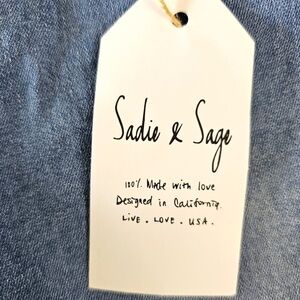 Sadie & Sage
100% Made with love
Designed in California.
LIVE . LOVE . USA.